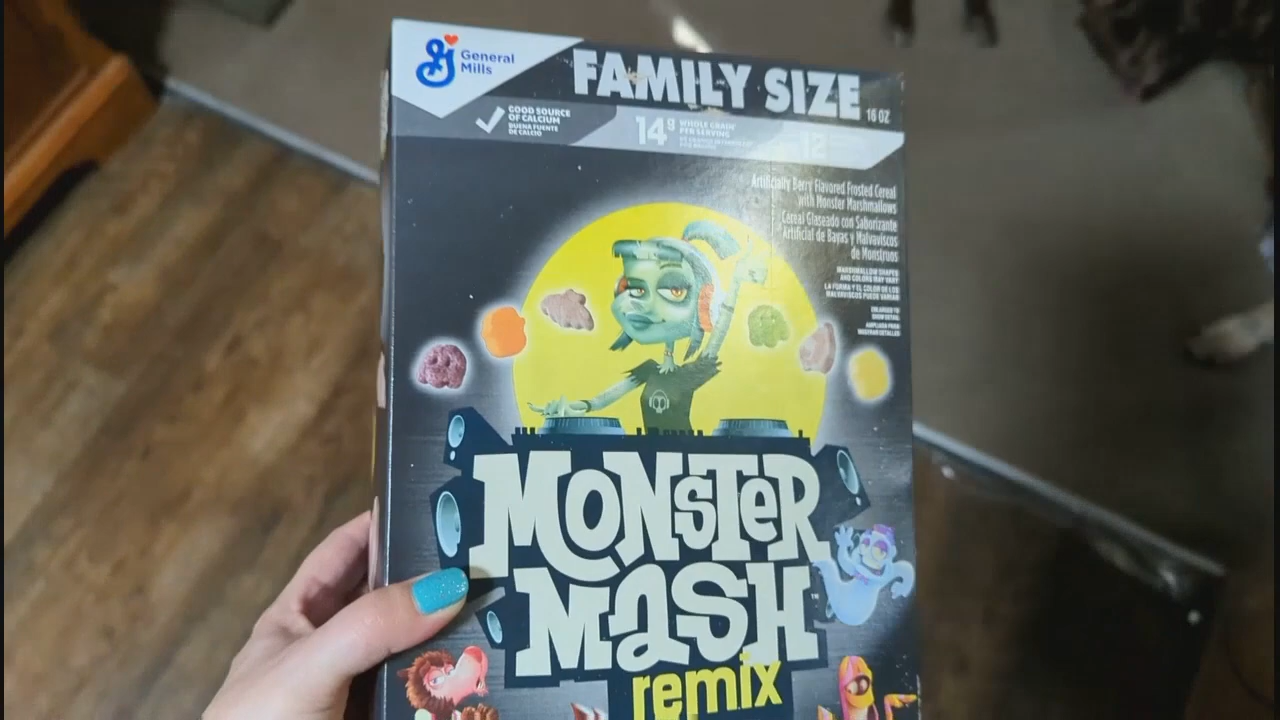 General
Mills
FAMILY SIZE
16 OZ
GOOD SOURCE
OF CALCIUM
BUENA FUENTE
DE CALCIO
14g WHOLE GRAIN
PER SERVING
12
Artificially Berry Flavored Frosted Cereal
with Monster Marshmallows
Cereal Glaseado con Saborizante
Artificial de Bayas y Malvaviscos
de Monstruos
MARSHMALLOW SHAPES
AND COLORS MAY VARY
LA FORMA Y EL COLOR DE LOS
MALVAVISCOS PUEDE VARIAR
ENLARGED TO
SHOW DETAIL
AMPLIADO PARA
MOSTRAR DETALLES
MONSTER
MASH
TM
remix